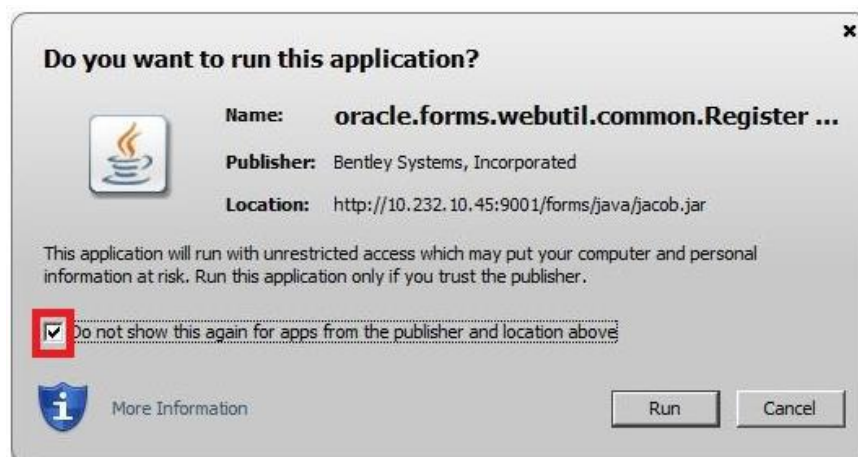 Do you want to run this application?
Name: oracle.forms.webutil.common.Register ...
Publisher: Bentley Systems, Incorporated
Location: http://10.232.10.45:9001/forms/java/jacob.jar
This application will run with unrestricted access which may put your computer and personal
information at risk. Run this application only if you trust the publisher.
Do not show this again for apps from the publisher and location above
More Information
Run
Cancel